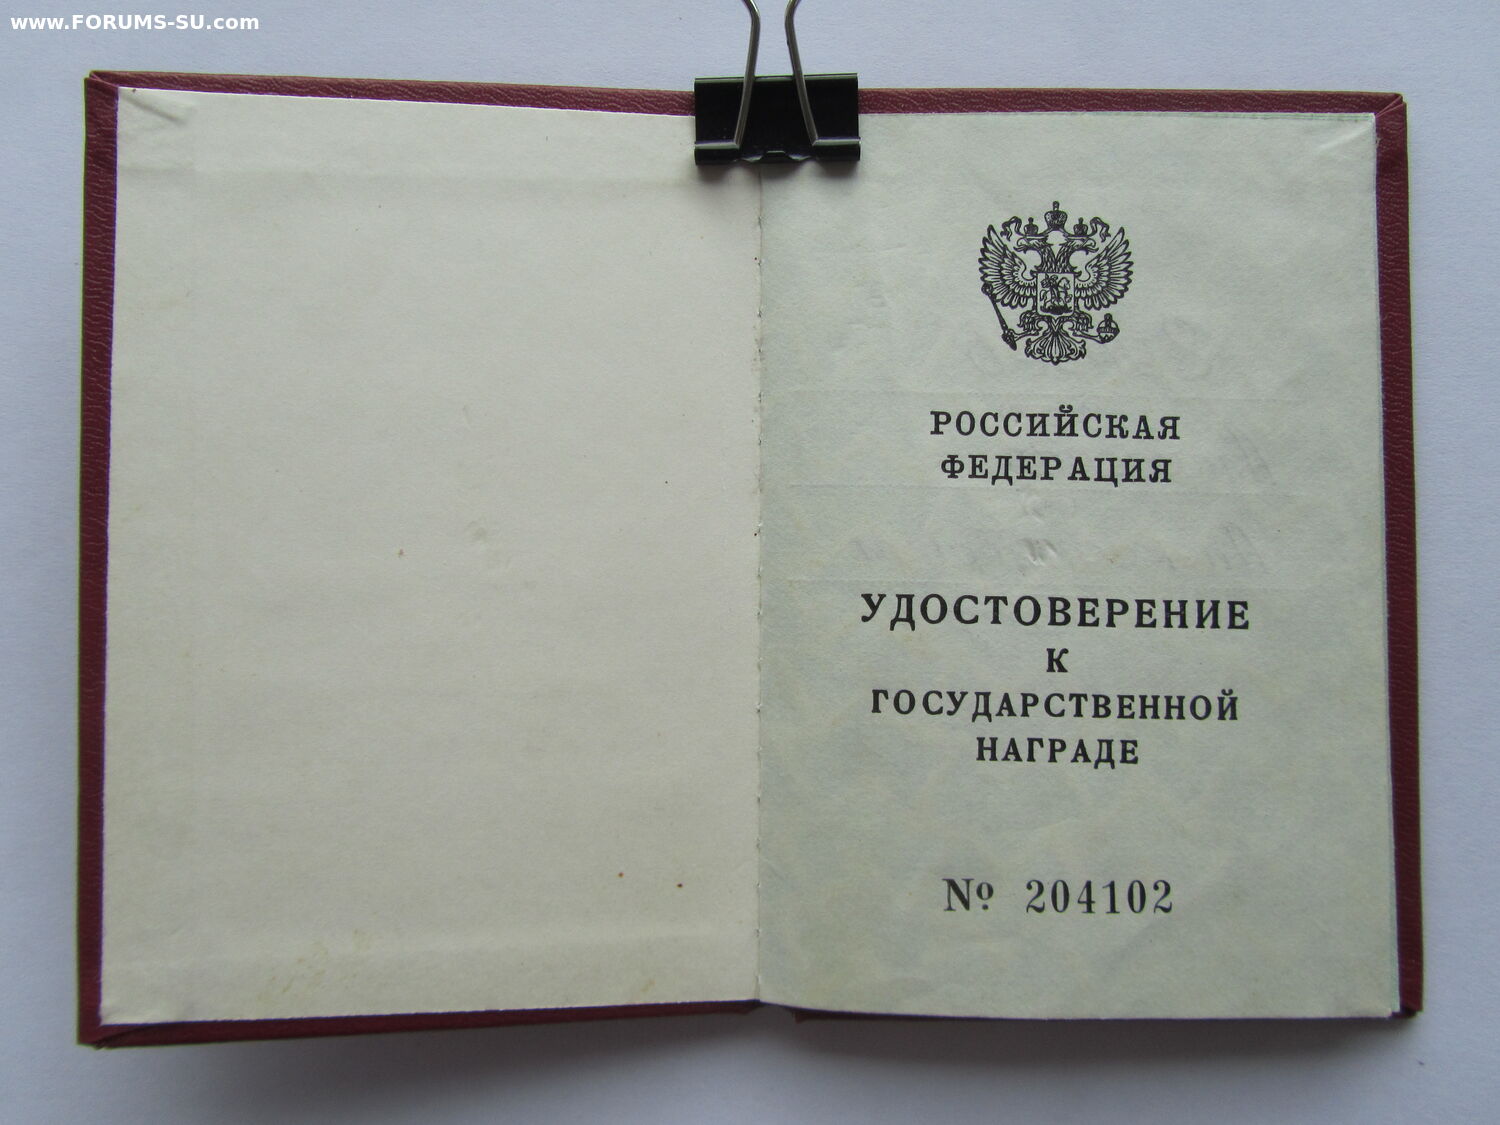 www.FORUMS-SU.com
РОССИЙСКАЯ
ФЕДЕРАЦИЯ
УДОСТОВЕРЕНИЕ
К
ГОСУДАРСТВЕННОЙ
НАГРАДЕ
№ 204102